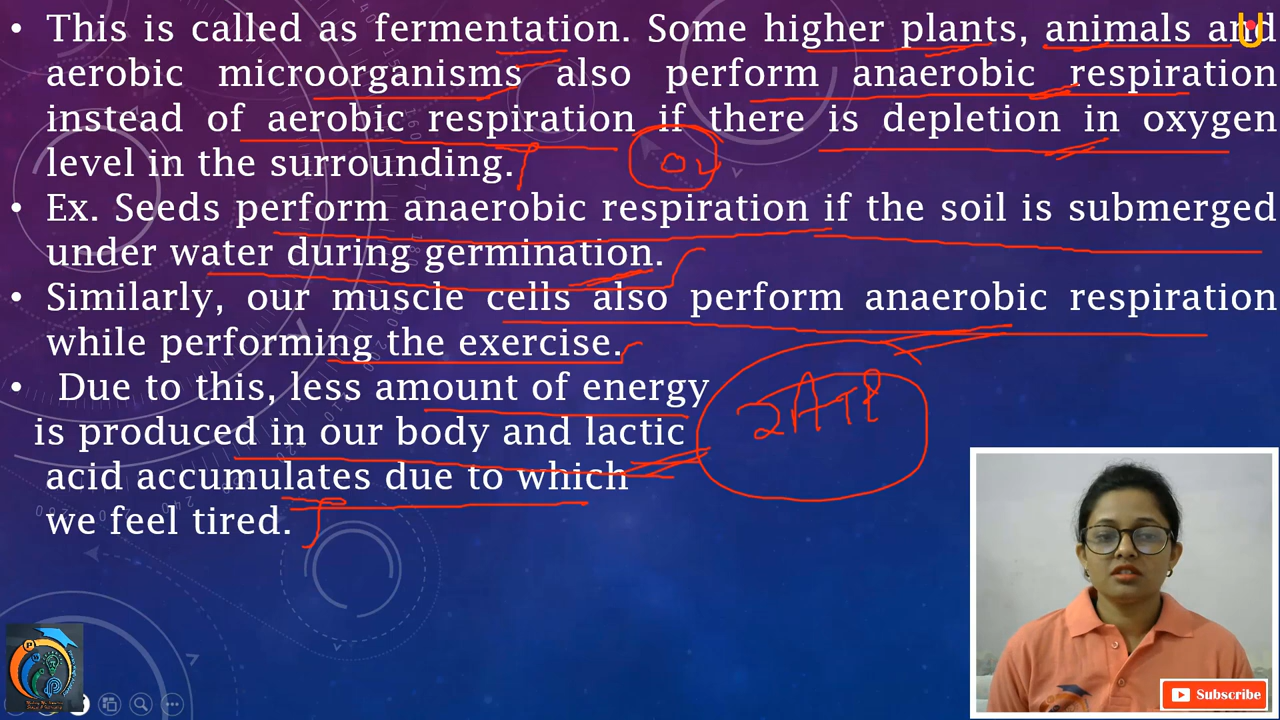 • This is called as fermentation. Some higher plants, animals and
aerobic microorganisms also perform anaerobic respiration
instead of aerobic respiration if there is depletion in oxygen
level in the surrounding.
O2
• Ex. Seeds perform anaerobic respiration if the soil is submerged
under water during germination.
• Similarly, our muscle cells also perform anaerobic respiration
while performing the exercise.
• Due to this, less amount of energy
is produced in our body and lactic
acid accumulates due to which
we feel tired.
2ATP
Subscribe